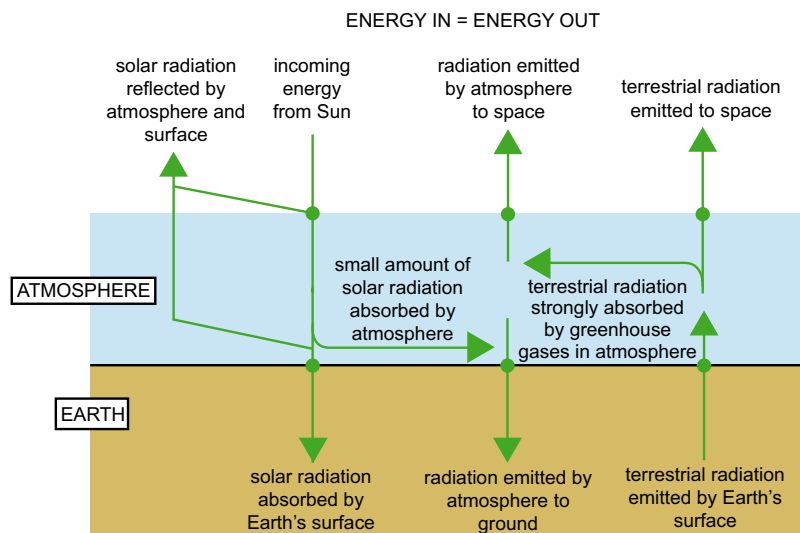 ENERGY IN = ENERGY OUT
solar radiation
reflected by
atmosphere and
surface
incoming
energy
from Sun
radiation emitted
by atmosphere
to space
terrestrial radiation
emitted to space
ATMOSPHERE
small amount of
solar radiation
absorbed by
atmosphere
terrestrial radiation
strongly absorbed
by greenhouse
gases in atmosphere
EARTH
solar radiation
absorbed by
Earth’s surface
radiation emitted by
atmosphere to
ground
terrestrial radiation
emitted by Earth’s
surface